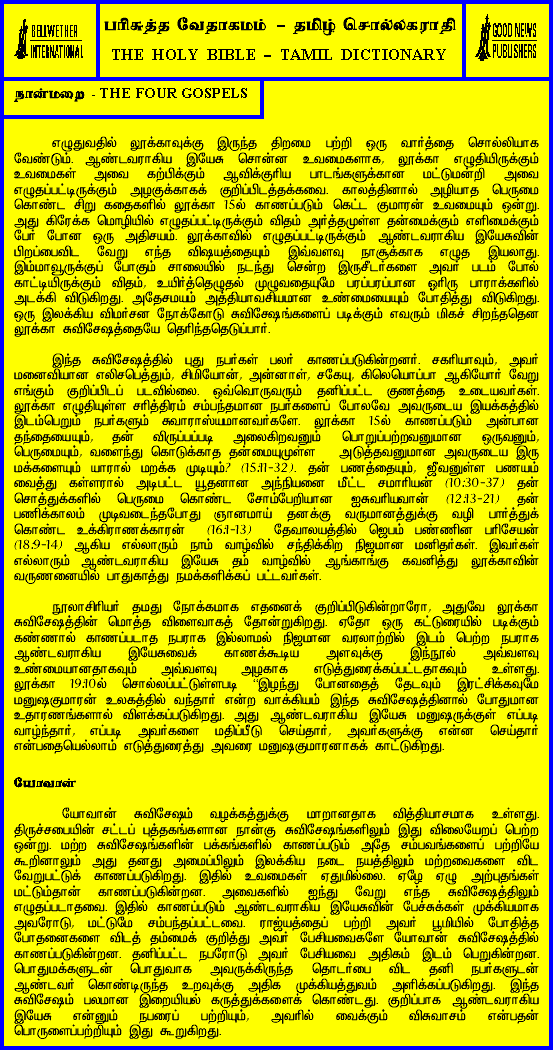 BELLWETHER
INTERNATIONAL
பரிசுத்த வேதாகமம் – தமிழ் சொல்லகராதி
THE HOLY BIBLE – TAMIL DICTIONARY
GOOD NEWS
PUBLISHERS
நான்மறை - THE FOUR GOSPELS
எழுதுவதில் லூக்காவுக்கு இருந்த திறமை பற்றி ஒரு வார்த்தை சொல்லியாக
வேண்டும். ஆண்டவராகிய இயேசு சொன்ன உவமைகளாக, லூக்கா எழுதியிருக்கும்
உவமைகள் அவை கற்பிக்கும் ஆவிக்குரிய பாடங்களுக்கான மட்டுமன்றி அவை
எழுதப்பட்டிருக்கும் அழகுக்காகக் குறிப்பிடத்தக்கவை. காலத்தினால் அழியாத பெருமை
கொண்ட சிறு கதைகளில் லூக்கா 15ல் காணப்படும் கெட்ட குமாரன் உவமையும் ஒன்று.
அது கிரேக்க மொழியில் எழுதப்பட்டிருக்கும் விதம் அர்த்தமுள்ள தன்மைக்கும் எளிமைக்கும்
பேர் போன ஒரு அதிசயம். லூக்காவில் எழுதப்பட்டிருக்கும் ஆண்டவராகிய இயேசுவின்
பிறப்பைவிட வேறு எந்த விஷயத்தையும் இவ்வளவு நாசூக்காக எழுத இயலாது.
இம்மாவூருக்குப் போகும் சாலையில் நடந்து சென்ற இருசீடர்களை அவர் படம் போல்
காட்டியிருக்கும் விதம், உயிர்த்தெழுதல் முழுவதையுமே பரப்பரப்பான ஓரிரு பாராக்களில்
அடக்கி விடுகிறது. அதேசமயம் அத்தியாவசியமான உண்மையையும் போதித்து விடுகிறது.
ஒரு இலக்கிய விமர்சன நோக்கோடு சுவிசேஷங்களைப் படிக்கும் எவரும் மிகச் சிறந்ததென
லூக்கா சுவிசேஷத்தையே தெரிந்ததெடுப்பார்.
இந்த சுவிசேஷத்தில் புது நபர்கள் பலர் காணப்படுகின்றனர். சகரியாவும், அவர்
மனைவியான எலிசபெத்தும், சிமியோன், அன்னாள், சகேயு, கிலெயொப்பா ஆகியோர் வேறு
எங்கும் குறிப்பிடப் படவில்லை. ஒவ்வொருவரும் தனிப்பட்ட குணத்தை உடையவர்கள்.
லூக்கா எழுதியுள்ள சரித்திரம் சம்பந்தமான நபர்களைப் போலவே அவருடைய இயக்கத்தில்
இடம்பெறும் நபர்களும் சுவாராஸ்யமானவர்களே. லூக்கா 15ல் காணப்படும் அன்பான
தந்தையையும், தன் விருப்பப்படி அலைகிறவனும் பொறுப்பற்றவனுமான ஒருவனும்,
பெருமையும், வளைந்து கொடுக்காத தன்மையுமுள்ள அடுத்தவனுமான அவருடைய இரு
மக்களையும் யாரால் மறக்க முடியும்? (15:11-32). தன் பணத்தையும், ஜீவனுள்ள பணயம்
வைத்து கள்ளரால் அடிபட்ட யூதனான அந்நியனை மீட்ட சமாரியன் (10:30-37) தன்
சொத்துக்களில் பெருமை கொண்ட சோம்பேறியான ஐசுவரியவான் (12:13-21) தன்
பணிக்காலம் முடிவடைந்தபோது ஞானமாய் தனக்கு வருமானத்துக்கு வழி பார்த்துக்
கொண்ட உக்கிராணக்காரன் (16:1-13) தேவாலயத்தில் ஜெபம் பண்ணின பரிசேயன்
(18:9-14) ஆகிய எல்லாரும் நாம் வாழ்வில் சந்திக்கிற நிஜமான மனிதர்கள். இவர்கள்
எல்லாரும் ஆண்டவராகிய இயேசு தம் வாழ்வில் ஆங்காங்கு கவனித்து லூக்காவின்
வருணனையில் பாதுகாத்து நமக்களிக்கப் பட்டவர்கள்.
நூலாசிரியர் தமது நோக்கமாக எதனைக் குறிப்பிடுகின்றாரோ, அதுவே லூக்கா
சுவிசேஷத்தின் மொத்த விளைவாகத் தோன்றுகிறது. ஏதோ ஒரு கட்டுரையில் படிக்கும்
கண்ணால் காணப்படாத நபராக இல்லாமல் நிஜமான வரலாற்றில் இடம் பெற்ற நபராக
ஆண்டவராகிய இயேசுவைக் காணக்கூடிய அளவுக்கு இந்நூல் அவ்வளவு
உண்மையானதாகவும் அவ்வளவு அழகாக எடுத்துரைக்கப்பட்டதாகவும் உள்ளது.
லூக்கா 19:10ல் சொல்லப்பட்டுள்ளபடி "இழந்து போனதைத் தேடவும் இரட்சிக்கவுமே
மனுஷகுமாரன் உலகத்தில் வந்தார் என்ற வாக்கியம் இந்த சுவிசேஷத்தினால் போதுமான
உதாரணங்களால் விளக்கப்படுகிறது. அது ஆண்டவராகிய இயேசு மனுஷருக்குள் எப்படி
வாழ்ந்தார், எப்படி அவர்களை மதிப்பீடு செய்தார், அவர்களுக்கு என்ன செய்தார்
என்பதையெல்லாம் எடுத்துரைத்து அவரை மனுஷகுமாரனாகக் காட்டுகிறது.
யோவான்
யோவான் சுவிசேஷம் வழக்கத்துக்கு மாறானதாக வித்தியாசமாக உள்ளது.
திருச்சபையின் சட்டப் புத்தகங்களான நான்கு சுவிசேஷங்களிலும் இது விலையேறப் பெற்ற
ஒன்று. மற்ற சுவிசேஷங்களின் பக்கங்களில் காணப்படும் அதே சம்பவங்களைப் பற்றியே
கூறினாலும் அது தனது அமைப்பிலும் இலக்கிய நடை நயத்திலும் மற்றவைகளை விட
வேறுபட்டுக் காணப்படுகிறது. இதில் உவமைகள் ஏதுமில்லை. ஏழே ஏழு அற்புதங்கள்
மட்டும்தான் காணப்படுகின்றன. அவைகளில் ஐந்து வேறு எந்த சுவிசேஷத்திலும்
எழுதப்படாதவை. இதில் காணப்படும் ஆண்டவராகிய இயேசுவின் பேச்சுக்கள் முக்கியமாக
அவரோடு, மட்டுமே சம்பந்தப்பட்டவை. ராஜ்யத்தைப் பற்றி அவர் பூமியில் போதித்த
போதனைகளை விடத் தம்மைக் குறித்து அவர் பேசியவைகளே யோவான் சுவிசேஷத்தில்
காணப்படுகின்றன. தனிப்பட்ட நபரோடு அவர் பேசியவை அதிகம் இடம் பெறுகின்றன.
பொதுமக்களுடன் பொதுவாக அவருக்கிருந்த தொடர்பை விட தனி நபர்களுடன்
ஆண்டவர் கொண்டிருந்த உறவுக்கு அதிக முக்கியத்துவம் அளிக்கப்படுகிறது. இந்த
சுவிசேஷம் பலமான இறையியல் கருத்துக்களைக் கொண்டது. குறிப்பாக ஆண்டவராகிய
இயேசு என்னும் நபரைப் பற்றியும், அவரில் வைக்கும் விசுவாசம் என்பதன்
பொருளைப்பற்றியும் இது கூறுகிறது.